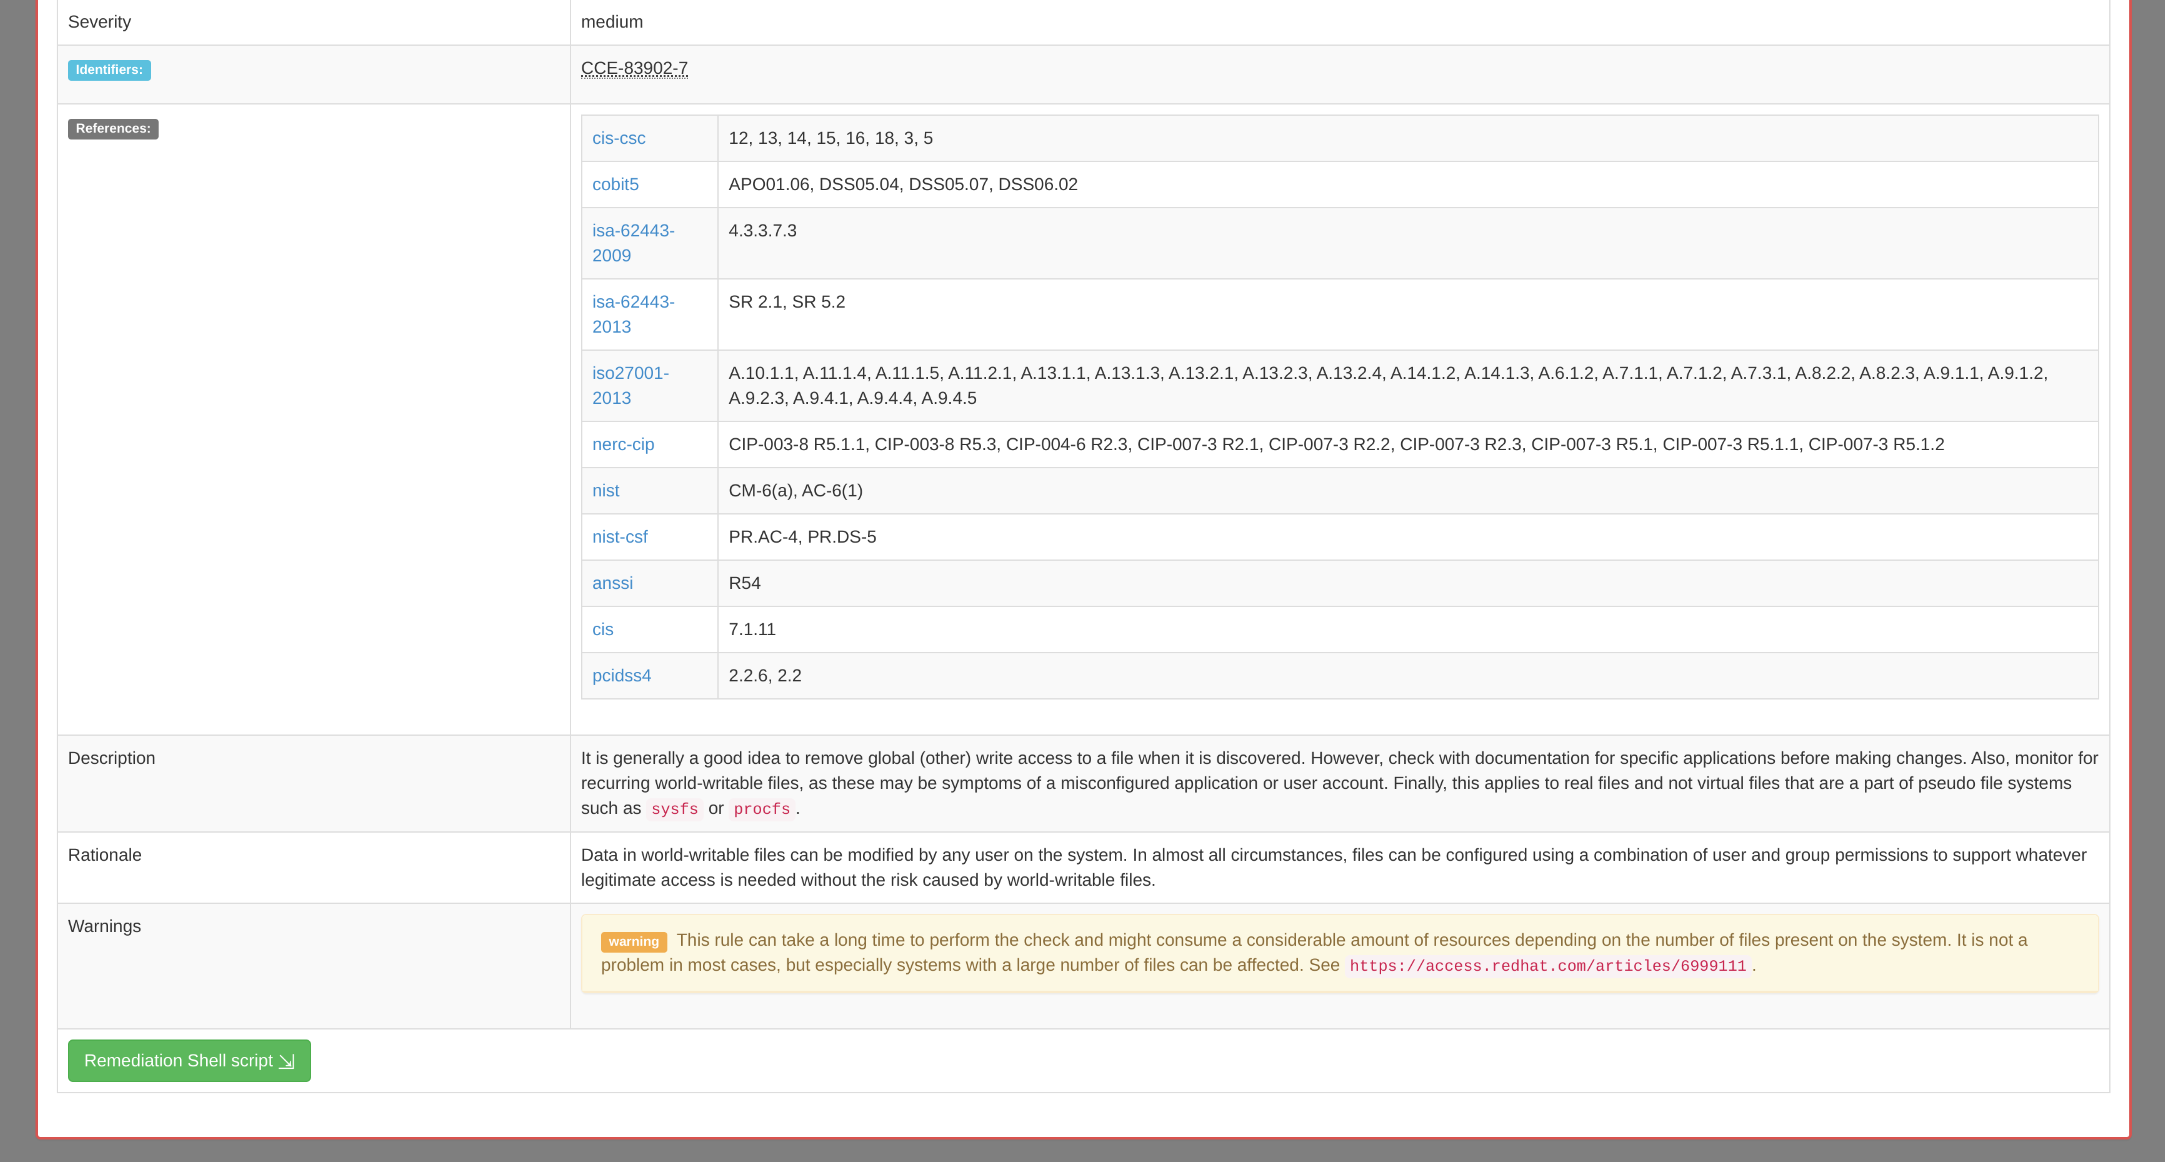 Severity medium
Identifiers: CCE-83902-7
References:
cis-csc 12, 13, 14, 15, 16, 18, 3, 5
cobit5 APO01.06, DSS05.04, DSS05.07, DSS06.02
isa-62443- 4.3.3.7.3
2009
isa-62443- SR 2.1, SR 5.2
2013
iso27001- A.10.1.1, A.11.1.4, A.11.1.5, A.11.2.1, A.13.1.1, A.13.1.3, A.13.2.1, A.13.2.3, A.13.2.4, A.14.1.2, A.14.1.3, A.6.1.2, A.7.1.1, A.7.1.2, A.7.3.1, A.8.2.2, A.8.2.3, A.9.1.1, A.9.1.2,
2013 A.9.2.3, A.9.4.1, A.9.4.4, A.9.4.5
nerc-cip CIP-003-8 R5.1.1, CIP-003-8 R5.3, CIP-004-6 R2.3, CIP-007-3 R2.1, CIP-007-3 R2.2, CIP-007-3 R2.3, CIP-007-3 R5.1, CIP-007-3 R5.1.1, CIP-007-3 R5.1.2
nist CM-6(a), AC-6(1)
nist-csf PR.AC-4, PR.DS-5
anssi R54
cis 7.1.11
pcidss4 2.2.6, 2.2
Description It is generally a good idea to remove global (other) write access to a file when it is discovered. However, check with documentation for specific applications before making changes. Also, monitor for
recurring world-writable files, as these may be symptoms of a misconfigured application or user account. Finally, this applies to real files and not virtual files that are a part of pseudo file systems
such as sysfs or procfs.
Rationale Data in world-writable files can be modified by any user on the system. In almost all circumstances, files can be configured using a combination of user and group permissions to support whatever
legitimate access is needed without the risk caused by world-writable files.
Warnings warning This rule can take a long time to perform the check and might consume a considerable amount of resources depending on the number of files present on the system. It is not a
problem in most cases, but especially systems with a large number of files can be affected. See https://access.redhat.com/articles/6999111.
Remediation Shell script ⇲